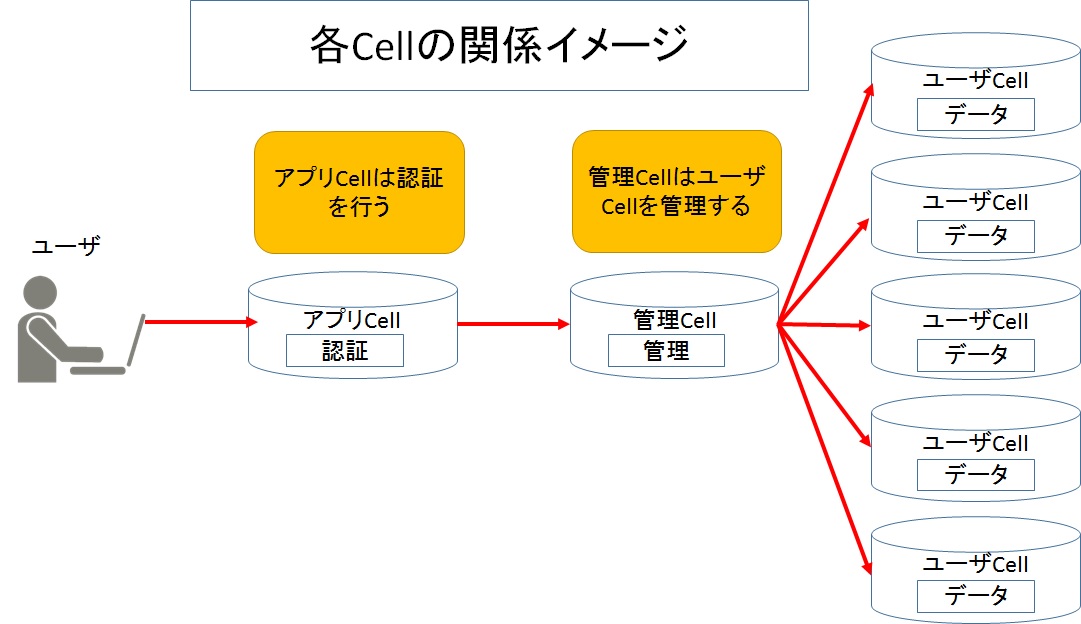 各Cellの関係イメージ
アプリCellは認証
を行う
管理Cellはユーザ
Cellを管理する
ユーザ
アプリCell
認証
管理Cell
管理
ユーザCell
データ
ユーザCell
データ
ユーザCell
データ
ユーザCell
データ
ユーザCell
データ